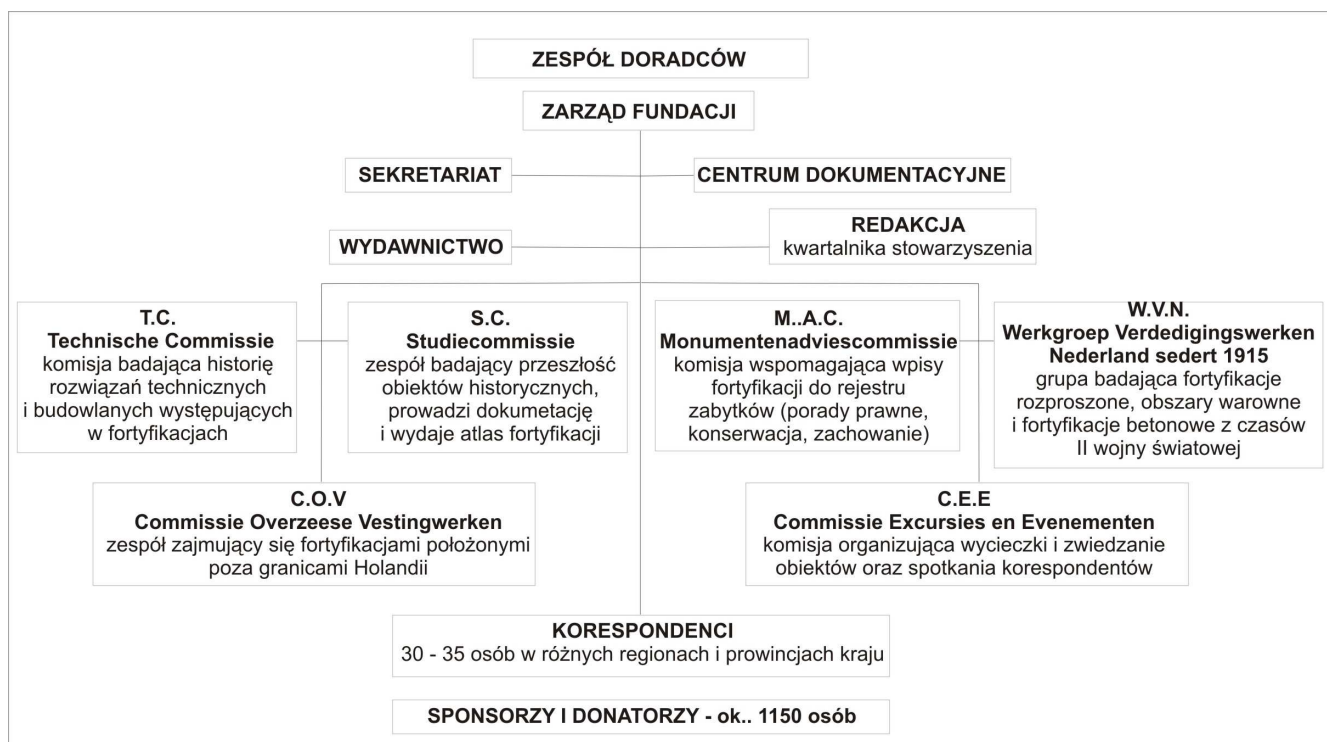 ZESPÓŁ DORADCÓW
ZARZĄD FUNDACJI
SEKRETARIAT
CENTRUM DOKUMENTACYJNE
WYDAWNICTWO
REDAKCJA
kwartalnika stowarzyszenia
T.C.
Technische Commissie
komisja badająca historię
rozwiązań technicznych
i budowlanych występujących
w fortyfikacjach
S.C.
Studiecommissie
zespół badający przeszłość
obiektów historycznych,
prowadzi dokumetację
i wydaje atlas fortyfikacji
M..A.C.
Monumentenadviescommissie
komisja wspomagająca wpisy
fortyfikacji do rejestru
zabytków (porady prawne,
konserwacja, zachowanie)
W.V.N.
Werkgroep Verdedigingswerken
Nederland sedert 1915
grupa badająca fortyfikacje
rozproszone, obszary warowne
i fortyfikacje betonowe z czasów
II wojny światowej
C.O.V
Commissie Overzeese Vestingwerken
zespół zajmujący się fortyfikacjami położonymi
poza granicami Holandii
C.E.E
Commissie Excursies en Evenementen
komisja organizująca wycieczki i zwiedzanie
obiektów oraz spotkania korespondentów
KORESPONDENCI
30 - 35 osób w różnych regionach i prowincjach kraju
SPONSORZY I DONATORZY - ok.. 1150 osób